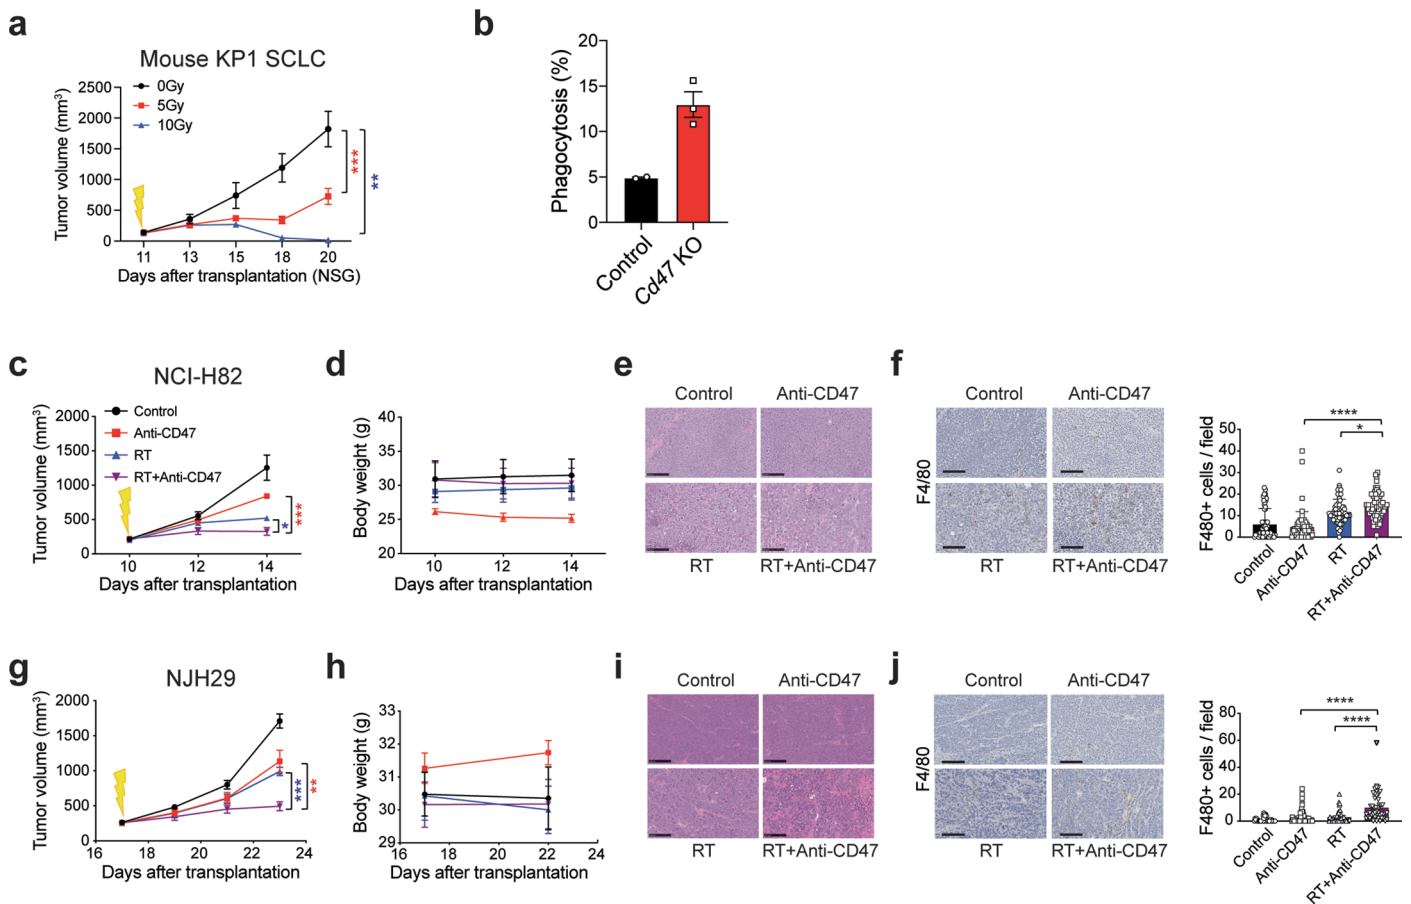 a
Mouse KP1 SCLC
Tumor volume (mm³)
2500
2000
1500
1000
500
0
0Gy
5Gy
10Gy
***
**
11 13 15 18 20
Days after transplantation (NSG)
b
Phagocytosis (%)
20
15
10
5
0
Control
Cd47 KO
c
NCI-H82
Tumor volume (mm³)
2000
1500
1000
500
0
Control
Anti-CD47
RT
RT+Anti-CD47
*
***
10 12 14
Days after transplantation
d
Body weight (g)
40
35
30
25
20
10 12 14
Days after transplantation
e
Control Anti-CD47
RT RT+Anti-CD47
f
Control Anti-CD47
F4/80
RT RT+Anti-CD47
F480+ cells / field
50
40
30
20
10
0
****
*
Control
Anti-CD47
RT
RT+Anti-CD47
g
NJH29
Tumor volume (mm³)
2000
1500
1000
500
0
***
**
16 18 20 22 24
Days after transplantation
h
Body weight (g)
33
32
31
30
29
16 18 20 22 24
Days after transplantation
i
Control Anti-CD47
RT RT+Anti-CD47
j
Control Anti-CD47
F4/80
RT RT+Anti-CD47
F480+ cells / field
80
60
40
20
0
****
****
Control
Anti-CD47
RT
RT+Anti-CD47